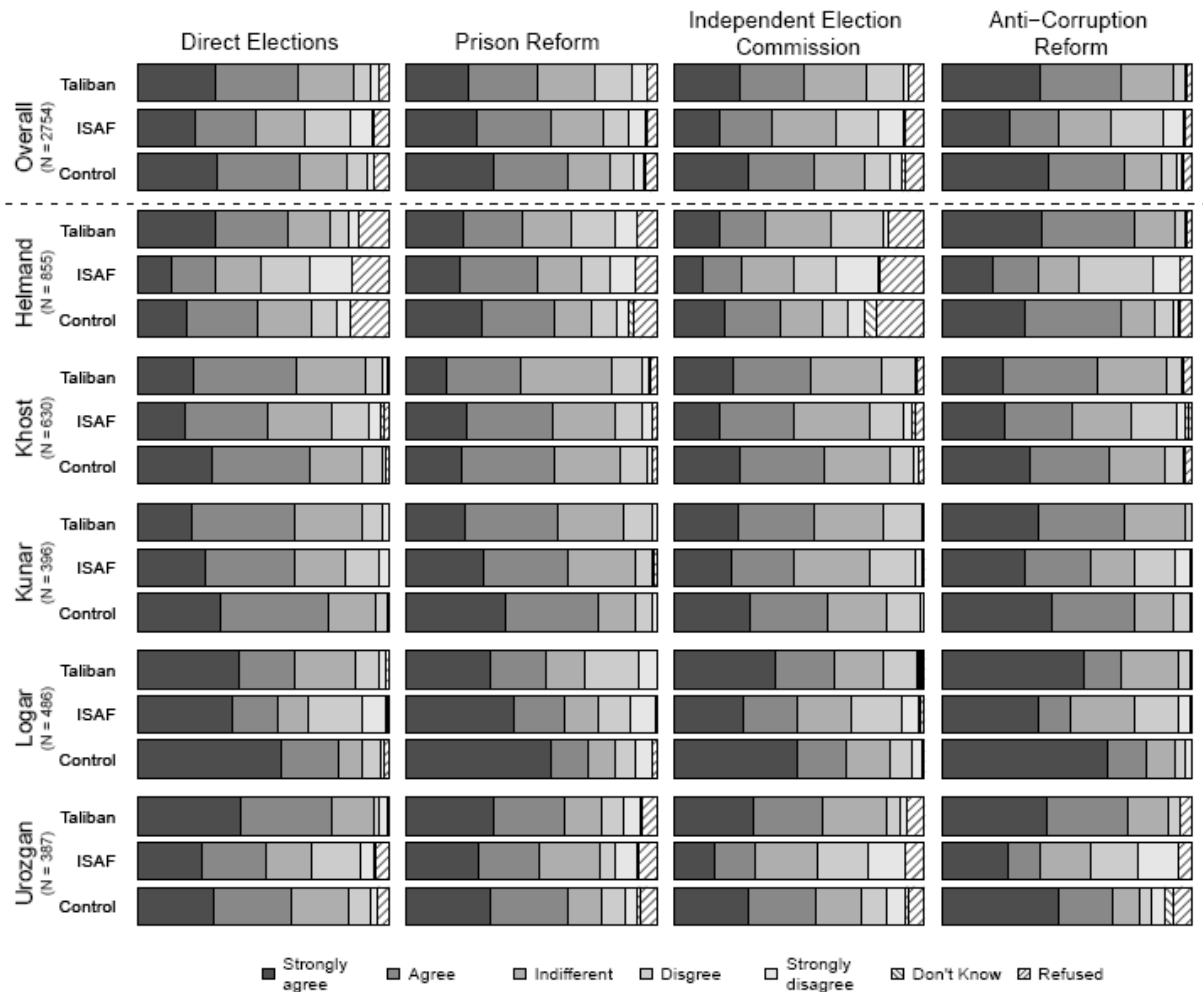 Direct Elections
Prison Reform
Independent Election
Commission
Anti-Corruption
Reform
Overall
(N = 2754)
Taliban
ISAF
Control
Helmand
(N = 855)
Taliban
ISAF
Control
Khost
(N = 630)
Taliban
ISAF
Control
Kunar
(N = 396)
Taliban
ISAF
Control
Logar
(N = 486)
Taliban
ISAF
Control
Urozgan
(N = 387)
Taliban
ISAF
Control
Strongly
agree
Agree
Indifferent
Disgree
Strongly
disagree
Don't Know
Refused